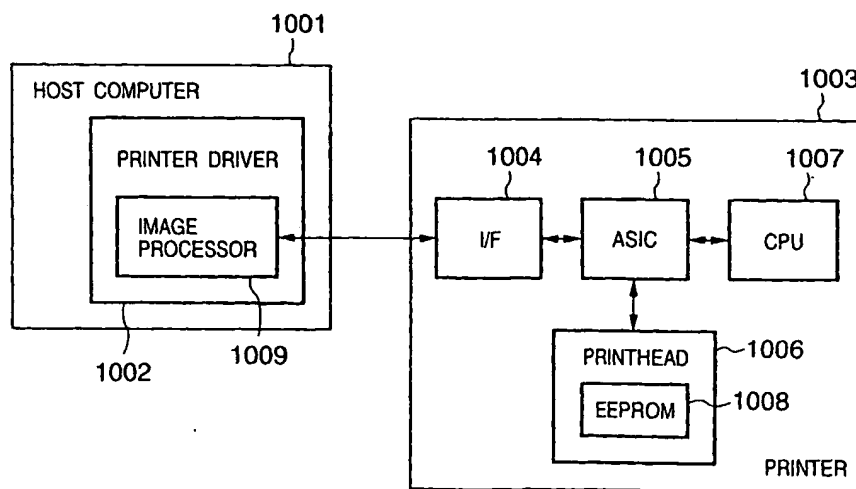 1001
HOST COMPUTER
1003
PRINTER DRIVER
1004
1005
1007
IMAGE
PROCESSOR
I/F
ASIC
CPU
1002
1009
PRINTHEAD
1006
EEPROM
1008
PRINTER